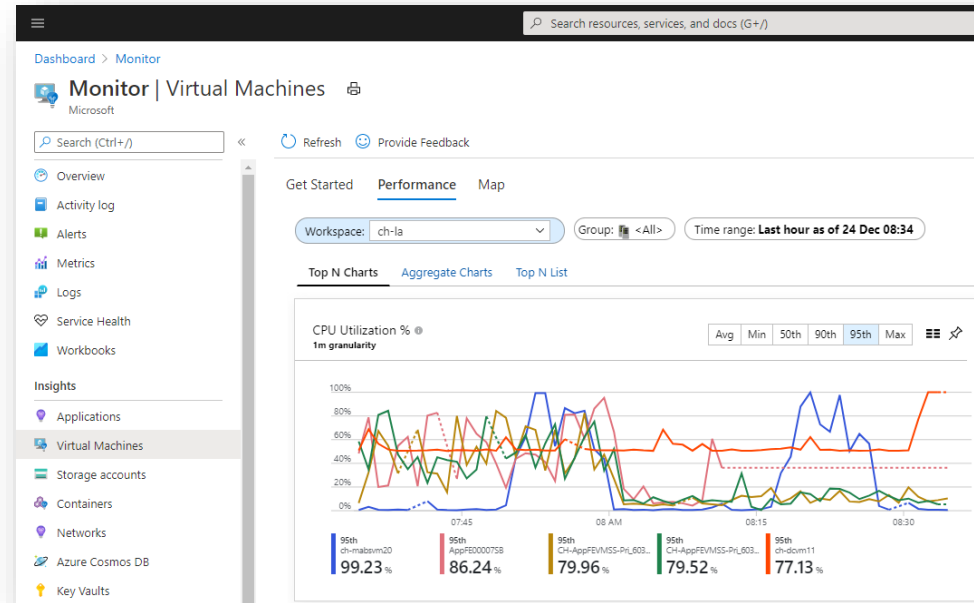 Search resources, services, and docs (G+/)
Dashboard > Monitor
Monitor | Virtual Machines
Microsoft
Search (Ctrl+/)
«
Refresh
Provide Feedback
Overview
Activity log
Alerts
Metrics
Logs
Service Health
Workbooks
Insights
Applications
Virtual Machines
Storage accounts
Containers
Networks
Azure Cosmos DB
Key Vaults
Get Started Performance Map
Workspace: ch-la
Group: <All>
Time range: Last hour as of 24 Dec 08:34
Top N Charts Aggregate Charts Top N List
CPU Utilization %
1m granularity
Avg Min 50th 90th 95th Max
100%
80%
60%
40%
20%
0%
07:45 08 AM 08:15 08:30
95th 95th 95th 95th 95th
ch-mabsvm20 AppFE00007SB CH-AppFEVMSS-Pri_603... CH-AppFEVMSS-Pri_603... ch-dcvm11
99.23 % 86.24 % 79.96 % 79.52 % 77.13 %